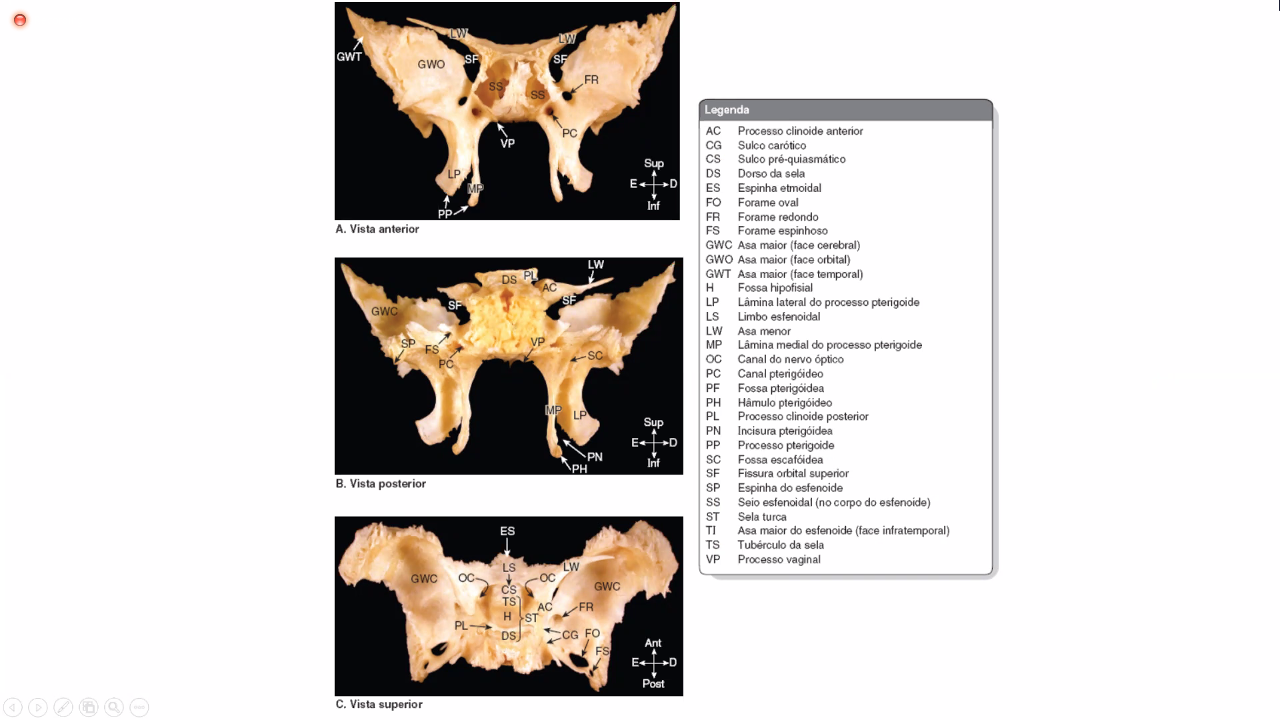 LW
LW
GWT
GWO
SF
SF
SS
SS
FR
PC
VP
LP
MP
PP
Sup
E D
Inf
A. Vista anterior
LW
DS
PL
AC
SF
SF
GWC
SP
FS
PC
VP
SC
MP
LP
PN
PH
Sup
E D
Inf
B. Vista posterior
ES
LS
LW
GWC
OC
OC
GWC
CS
TS
AC
FR
H
ST
PL
DS
CG
FO
FS
Ant
E D
Post
C. Vista superior
Legenda
AC Processo clinoide anterior
CG Sulco carótico
CS Sulco pré-quiasmático
DS Dorso da sela
ES Espinha etmoidal
FO Forame oval
FR Forame redondo
FS Forame espinhoso
GWC Asa maior (face cerebral)
GWO Asa maior (face orbital)
GWT Asa maior (face temporal)
H Fossa hipofisial
LP Lâmina lateral do processo pterigoide
LS Limbo esfenoidal
LW Asa menor
MP Lâmina medial do processo pterigoide
OC Canal do nervo óptico
PC Canal pterigóideo
PF Fossa pterigóidea
PH Hâmulo pterigóideo
PL Processo clinoide posterior
PN Incisura pterigóidea
PP Processo pterigoide
SC Fossa escafóidea
SF Fissura orbital superior
SP Espinha do esfenoide
SS Seio esfenoidal (no corpo do esfenoide)
ST Sela turca
TI Asa maior do esfenoide (face infratemporal)
TS Tubérculo da sela
VP Processo vaginal